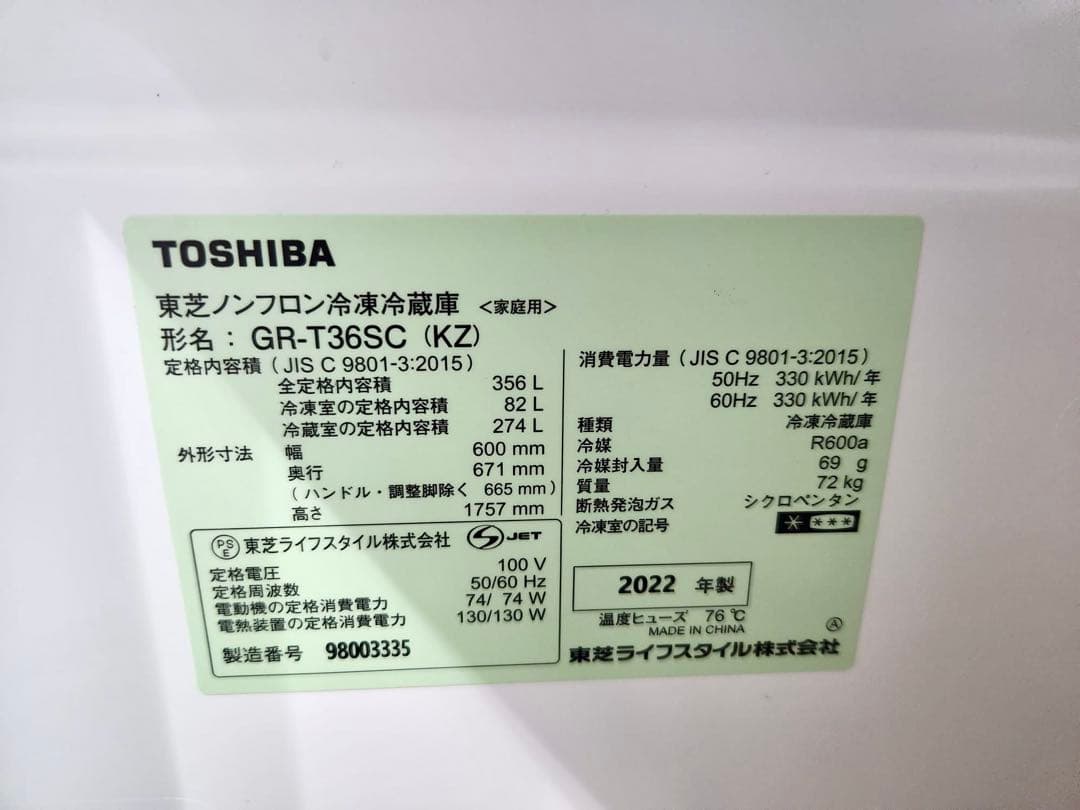 TOSHIBA
東芝ノンフロン冷凍冷蔵庫 <家庭用>
形名: GR-T36SC (KZ)
定格内容積 ( JIS C 9801-3:2015 )
全定格内容積 356 L
冷凍室の定格内容積 82 L
冷蔵室の定格内容積 274 L
外形寸法 幅 600 mm
奥行 671 mm
( ハンドル・調整脚除く 665 mm )
高さ 1757 mm
PS E 東芝ライフスタイル株式会社 S JET
定格電圧 100 V
定格周波数 50/60 Hz
電動機の定格消費電力 74/ 74 W
電熱装置の定格消費電力 130/130 W
製造番号 98003335
消費電力量 ( JIS C 9801-3:2015 )
50Hz 330 kWh/年
60Hz 330 kWh/年
種類 冷凍冷蔵庫
冷媒 R600a
冷媒封入量 69 g
質量 72 kg
断熱発泡ガス シクロペンタン
冷凍室の記号 * ***
2022 年製
温度ヒューズ 76 ℃
MADE IN CHINA Ⓐ
東芝ライフスタイル株式会社